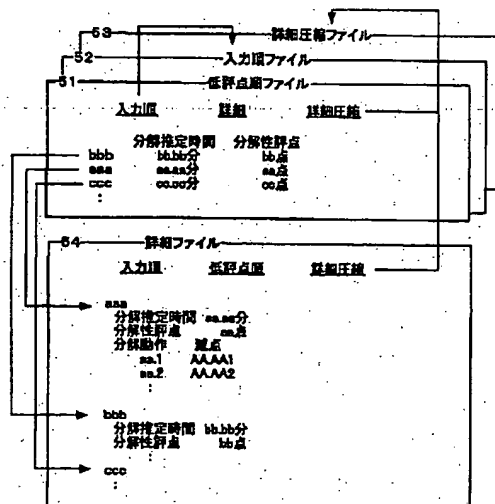 53 詳細圧縮ファイル
52 入力順ファイル
51 低評点順ファイル
入力順 詳細 詳細圧縮
分解推定時間 分解性評点
bbb bb.bb分 bb点
aaa aa.aa分 aa点
ccc cc.cc分 cc点
:
54 詳細ファイル
入力順 低評点順 詳細圧縮
aaa
分解推定時間 aa.aa分
分解性評点 aa点
分解動作 減点
aa.1 AA.AA1
aa.2 AA.AA2
:
bbb
分解推定時間 bb.bb分
分解性評点 bb点
:
ccc
: